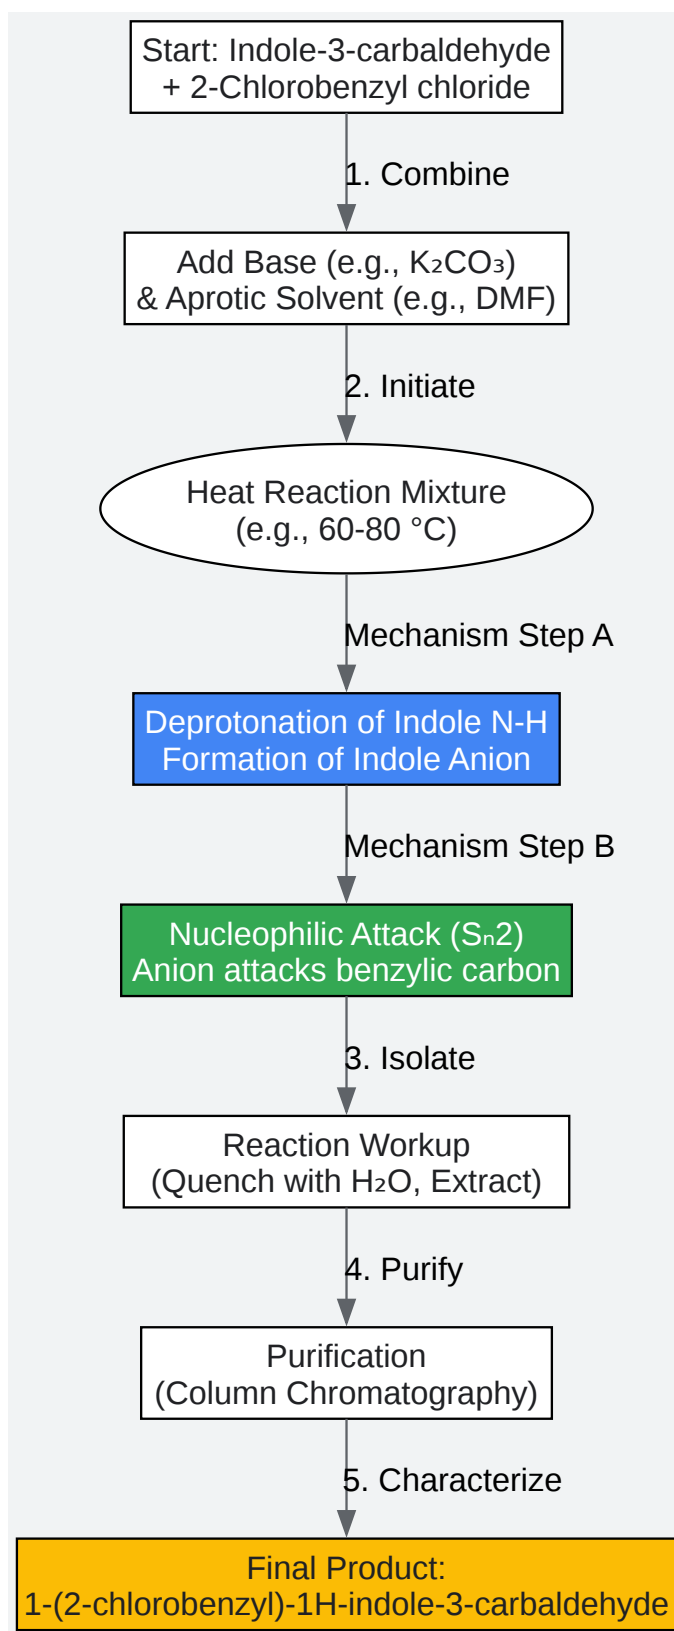 Start: Indole-3-carbaldehyde
+ 2-Chlorobenzyl chloride
1. Combine
Add Base (e.g., K₂CO₃)
& Aprotic Solvent (e.g., DMF)
2. Initiate
Heat Reaction Mixture
(e.g., 60-80 °C)
Mechanism Step A
Deprotonation of Indole N-H
Formation of Indole Anion
Mechanism Step B
Nucleophilic Attack (Sₙ2)
Anion attacks benzylic carbon
3. Isolate
Reaction Workup
(Quench with H₂O, Extract)
4. Purify
Purification
(Column Chromatography)
5. Characterize
Final Product:
1-(2-chlorobenzyl)-1H-indole-3-carbaldehyde